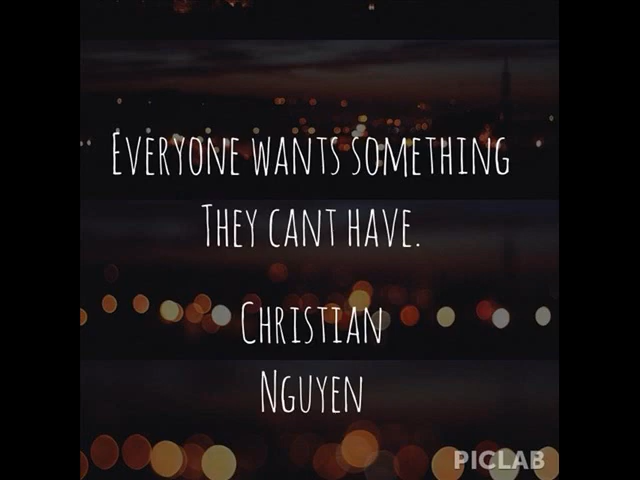 Everyone wants something
They cant have.
Christian
Nguyen
PICLAB